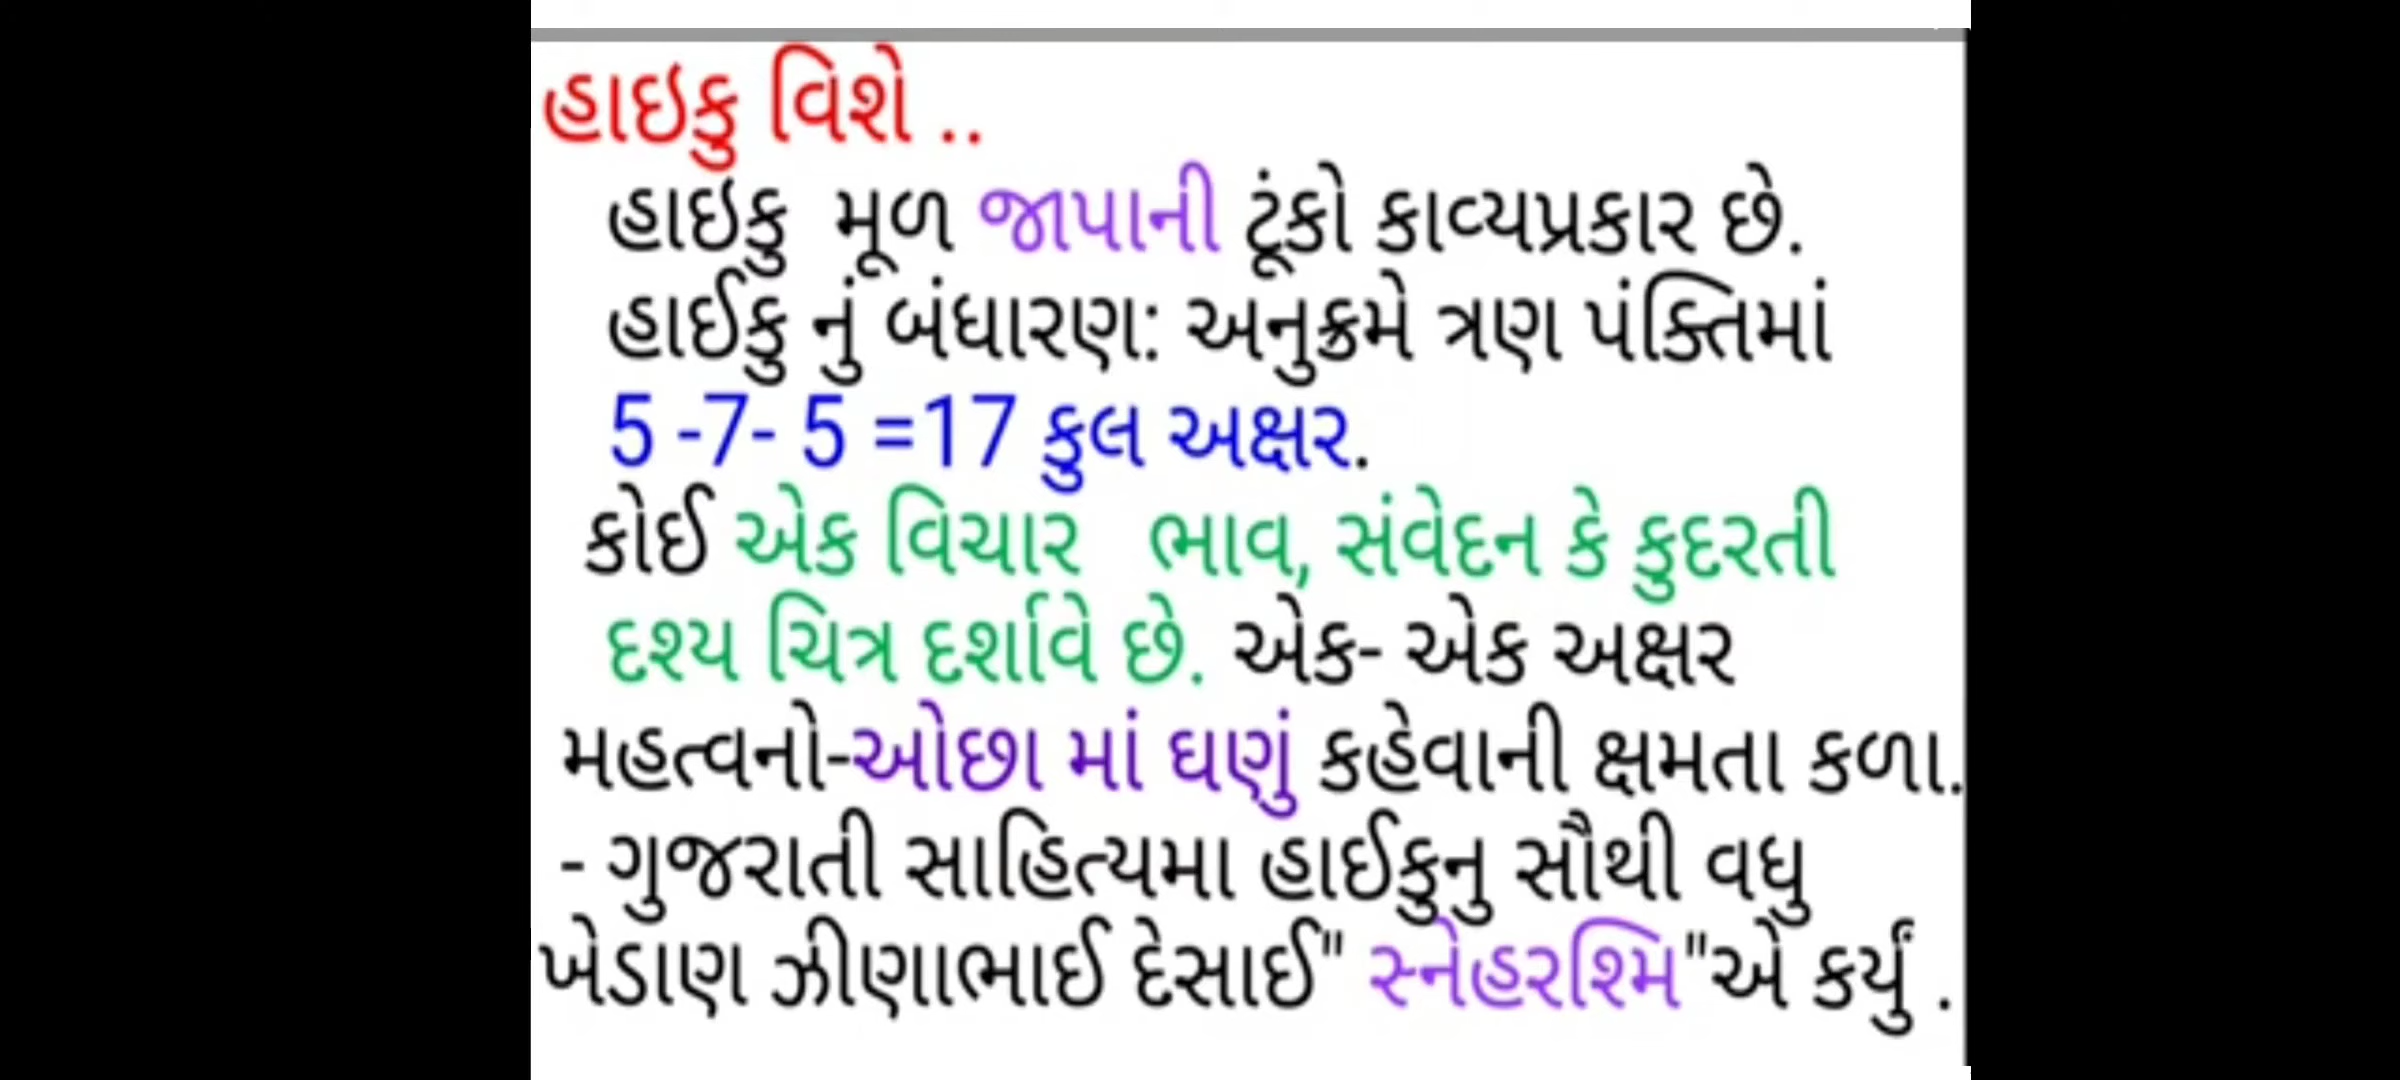 હાઇકુ વિશે ..
હાઇકુ મૂળ જાપાની ટૂંકો કાવ્યપ્રકાર છે.
હાઈકુ નું બંધારણ: અનુક્રમે ત્રણ પંક્તિમાં
5 -7- 5 =17 કુલ અક્ષર.
કોઈ એક વિચાર ભાવ, સંવેદન કે કુદરતી
દશ્ય ચિત્ર દર્શાવે છે. એક- એક અક્ષર
મહત્વનો-ઓછા માં ઘણું કહેવાની ક્ષમતા કળા.
- ગુજરાતી સાહિત્યમા હાઈકુનુ સૌથી વધુ
ખેડાણ ઝીણાભાઈ દેસાઈ" સ્નેહરશ્મિ"એ કર્યું .